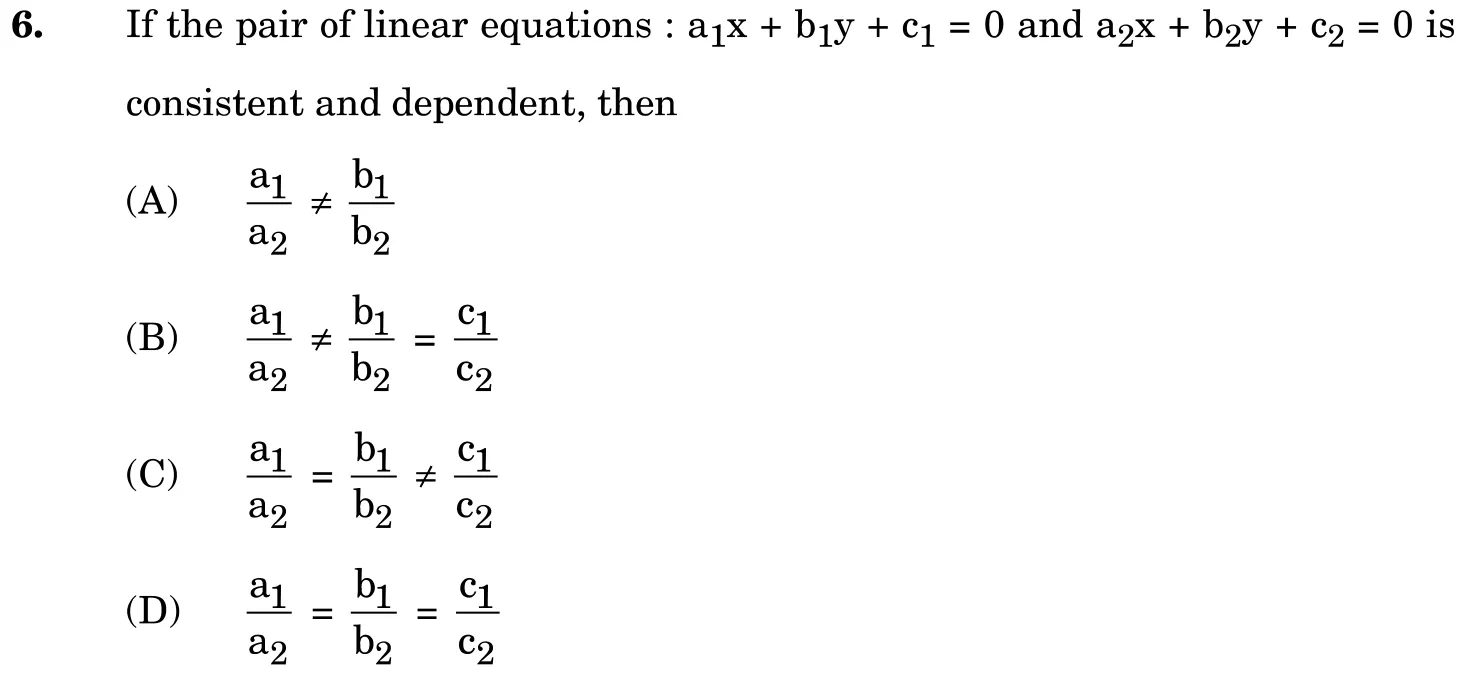 6. If the pair of linear equations : a₁x + b₁y + c₁ = 0 and a₂x + b₂y + c₂ = 0 is
consistent and dependent, then
(A) a₁/a₂ ≠ b₁/b₂
(B) a₁/a₂ ≠ b₁/b₂ = c₁/c₂
(C) a₁/a₂ = b₁/b₂ ≠ c₁/c₂
(D) a₁/a₂ = b₁/b₂ = c₁/c₂